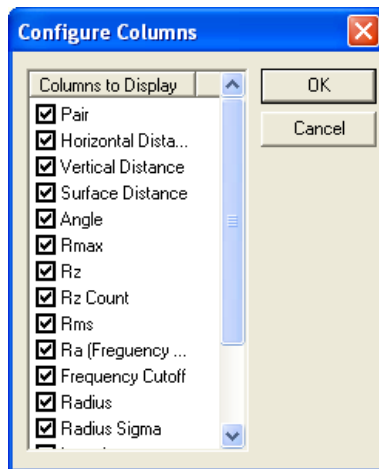 Configure Columns
Columns to Display
OK
Cancel
Pair
Horizontal Dista...
Vertical Distance
Surface Distance
Angle
Rmax
Rz
Rz Count
Rms
Ra (Freguency ...
Frequency Cutoff
Radius
Radius Sigma